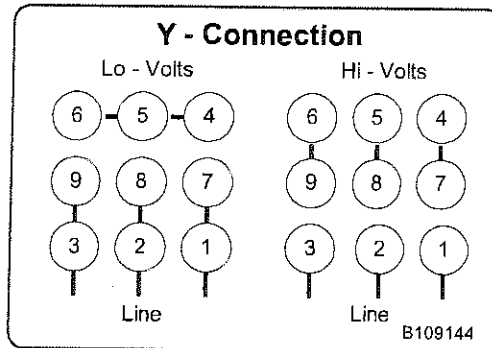 Y - Connection
Lo - Volts Hi - Volts
6 5 4 6 5 4
9 8 7 9 8 7
3 2 1 3 2 1
Line Line
B109144